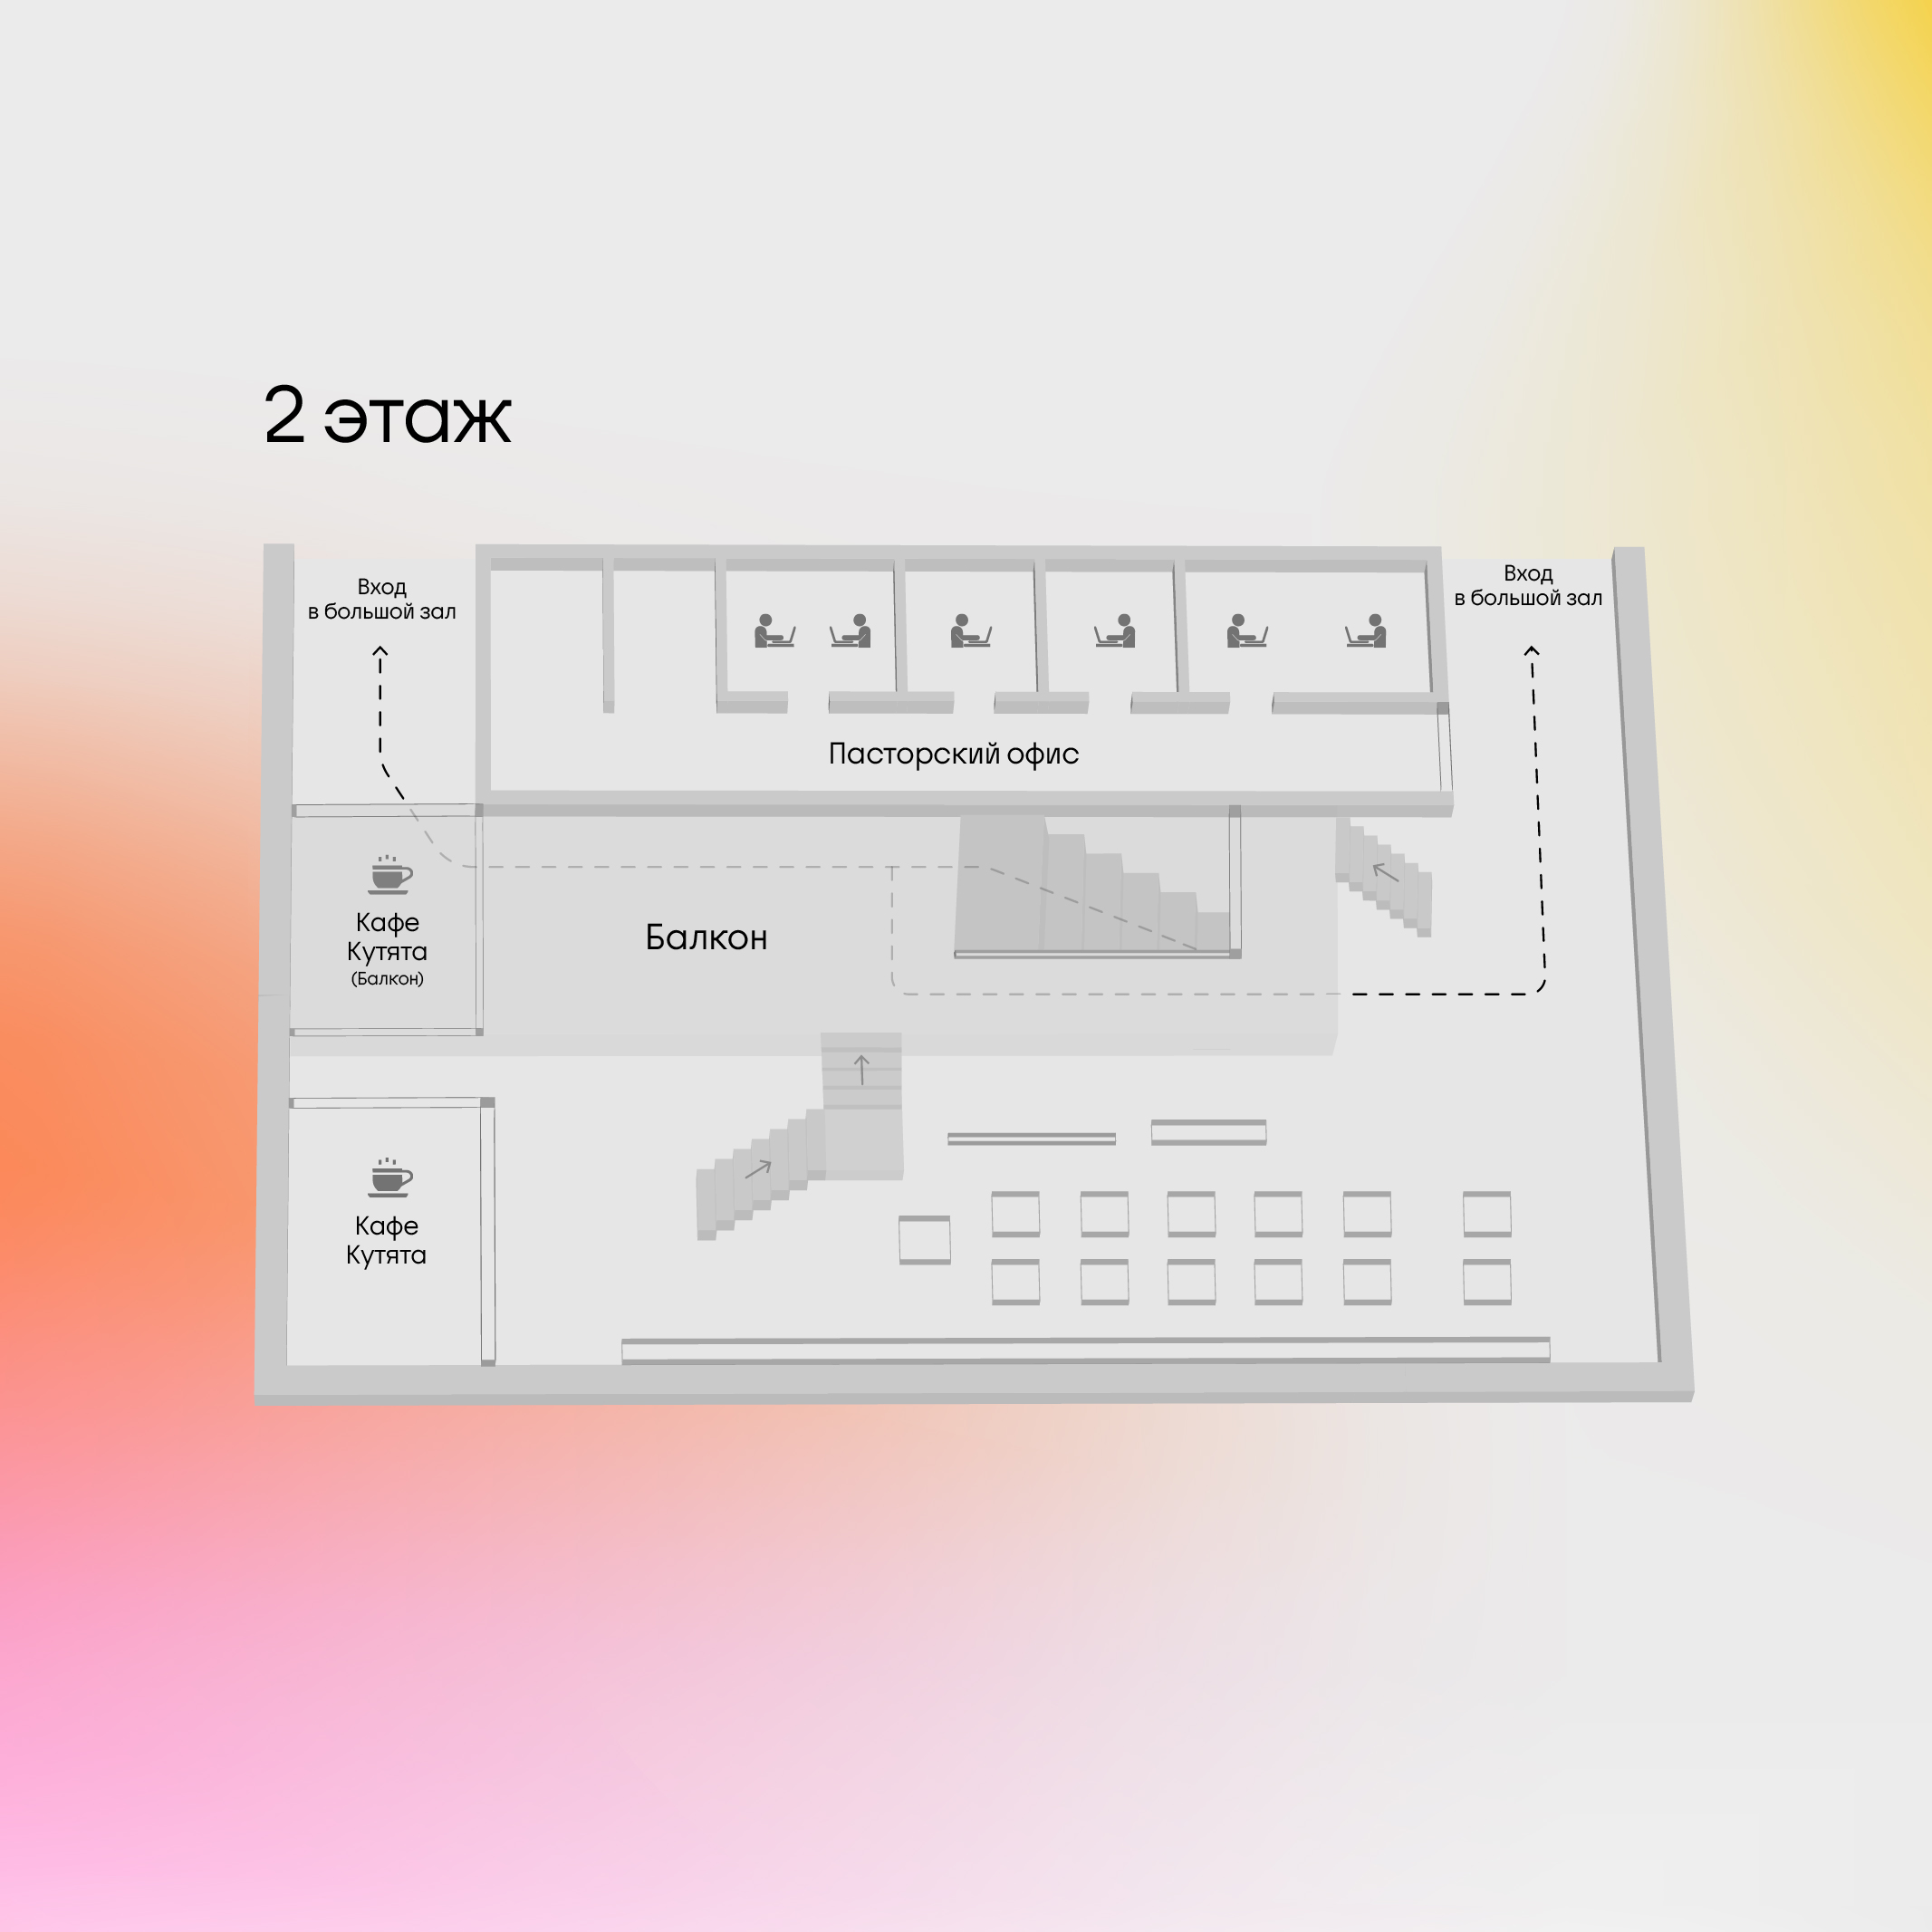 2 этаж
Вход
в большой зал
Вход
в большой зал
Пасторский офис
Кафе
Кутята
(Балкон)
Балкон
Кафе
Кутята